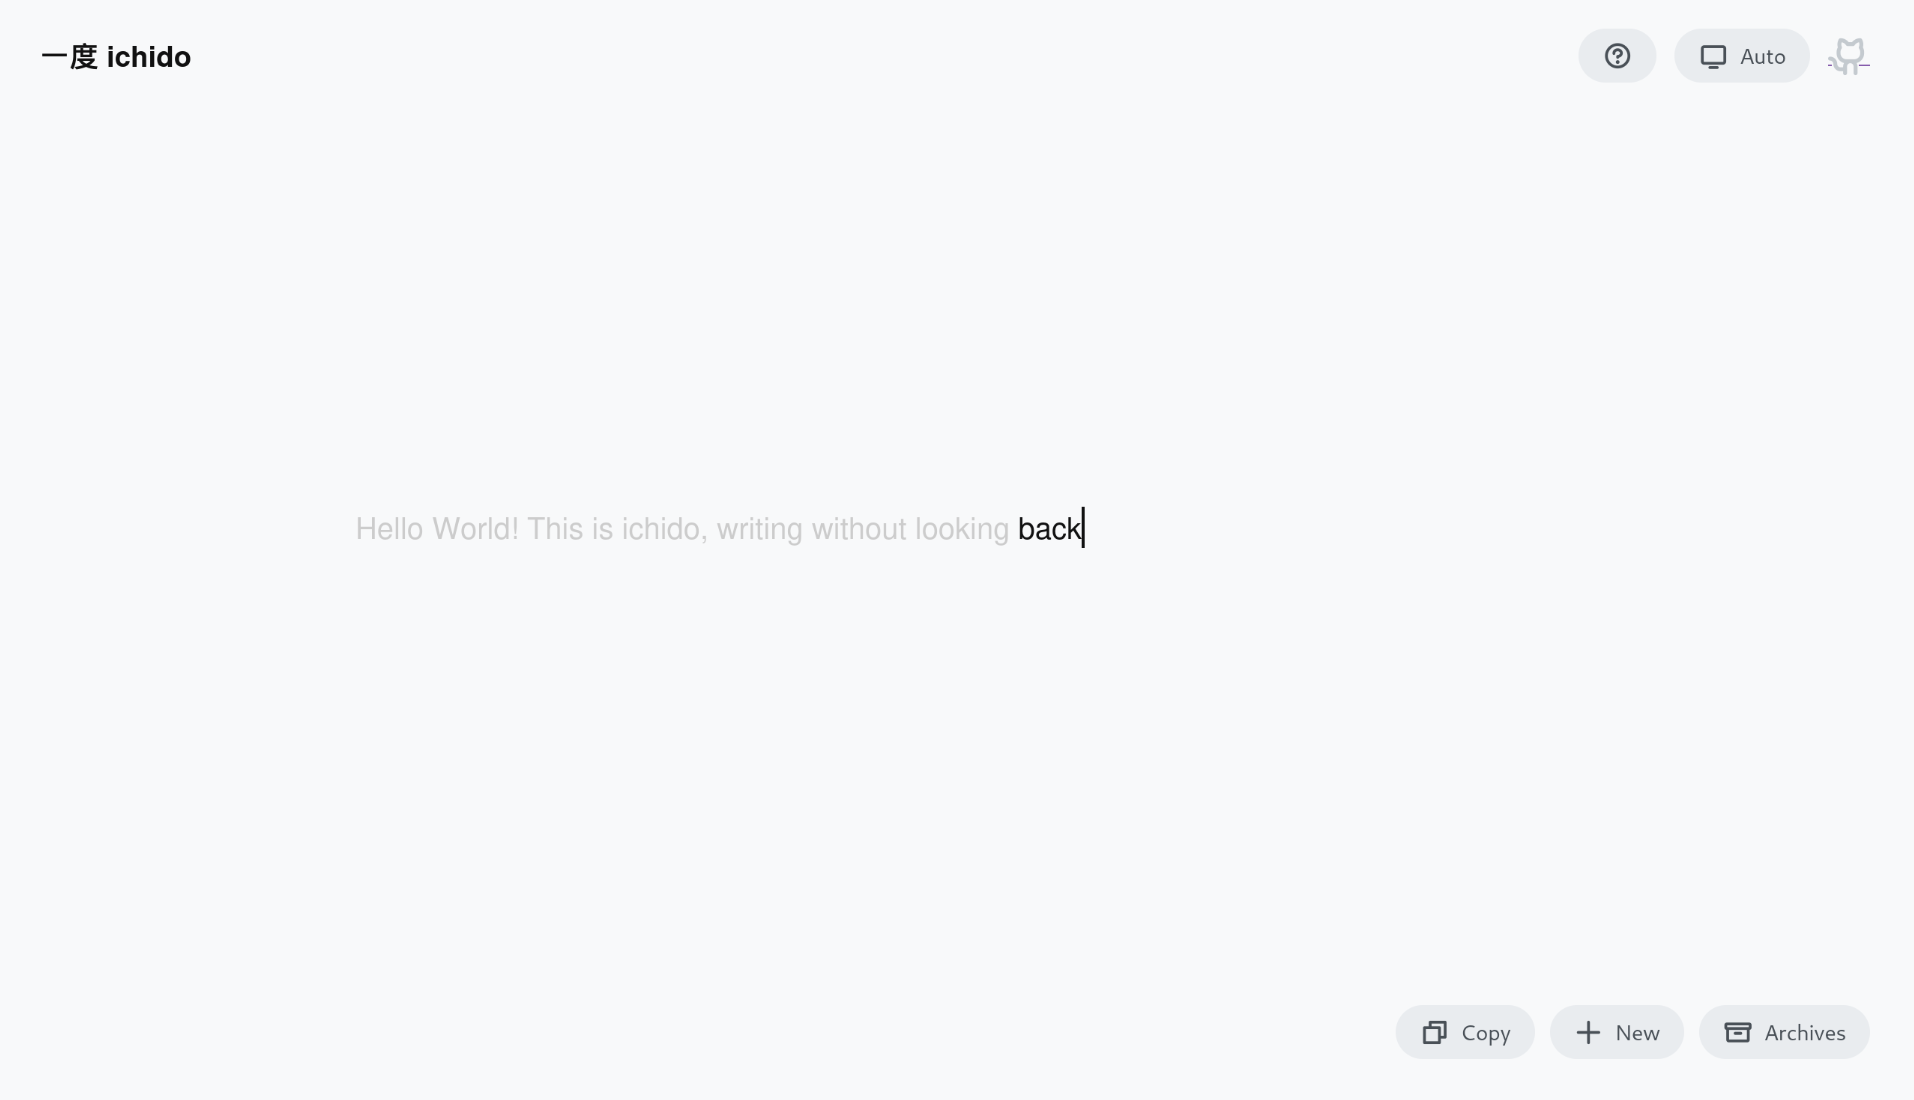 一度 ichido
Auto
Hello World! This is ichido, writing without looking back
Copy
New
Archives